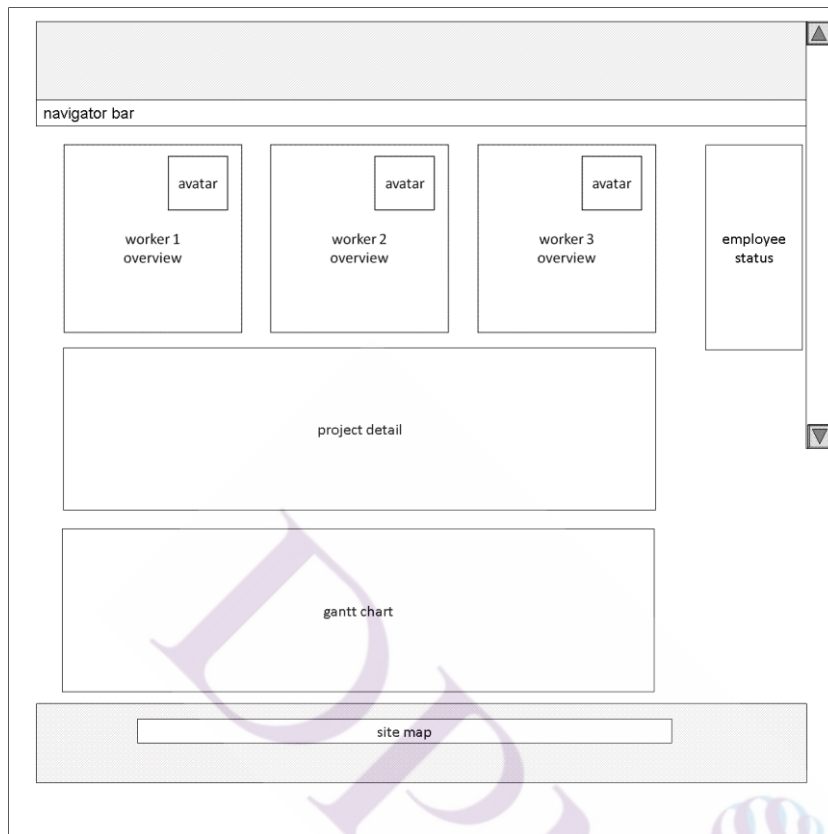 navigator bar
avatar
avatar
avatar
worker 1
overview
worker 2
overview
worker 3
overview
employee
status
project detail
gantt chart
site map